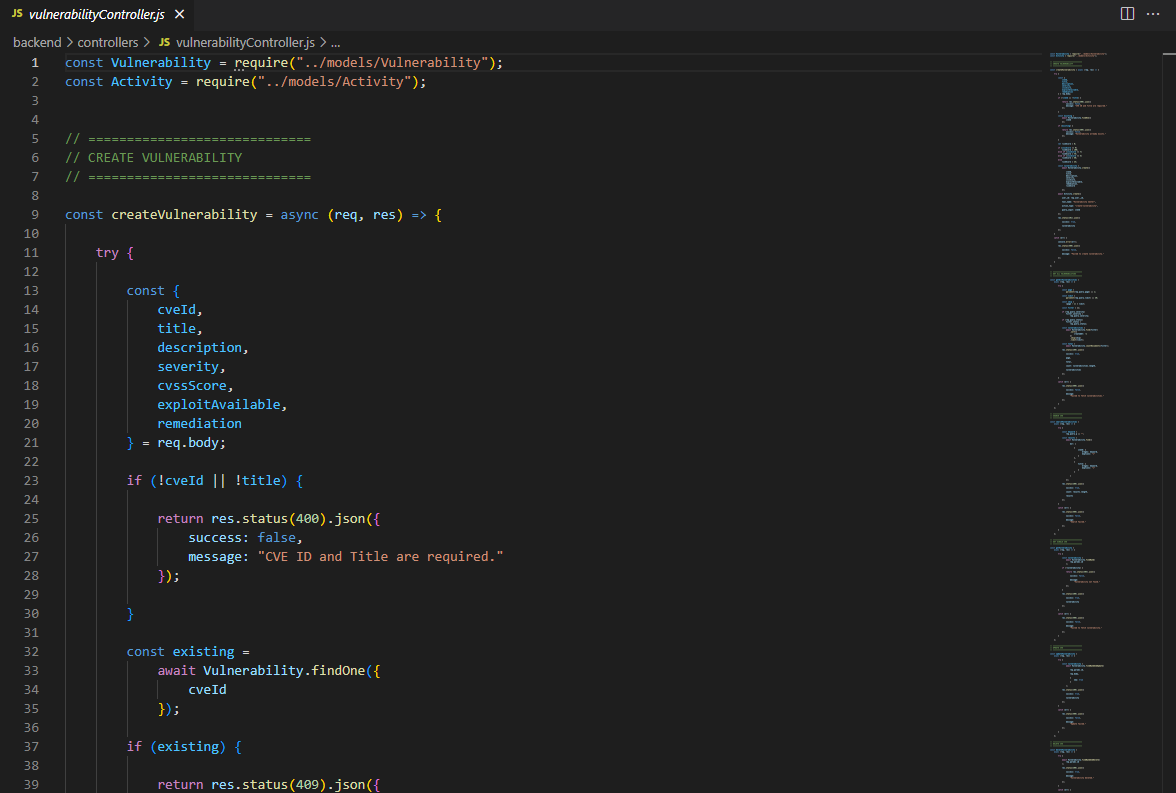 JS vulnerabilityController.js ×
backend > controllers > JS vulnerabilityController.js > ...
1 const Vulnerability = require("../models/Vulnerability");
2 const Activity = require("../models/Activity");
3
4
5 // =============================
6 // CREATE VULNERABILITY
7 // =============================
8
9 const createVulnerability = async (req, res) => {
10
11 try {
12
13 const {
14 cveId,
15 title,
16 description,
17 severity,
18 cvssScore,
19 exploitAvailable,
20 remediation
21 } = req.body;
22
23 if (!cveId || !title) {
24
25 return res.status(400).json({
26 success: false,
27 message: "CVE ID and Title are required."
28 });
29
30 }
31
32 const existing =
33 await Vulnerability.findOne({
34 cveId
35 });
36
37 if (existing) {
38
39 return res.status(409).json({